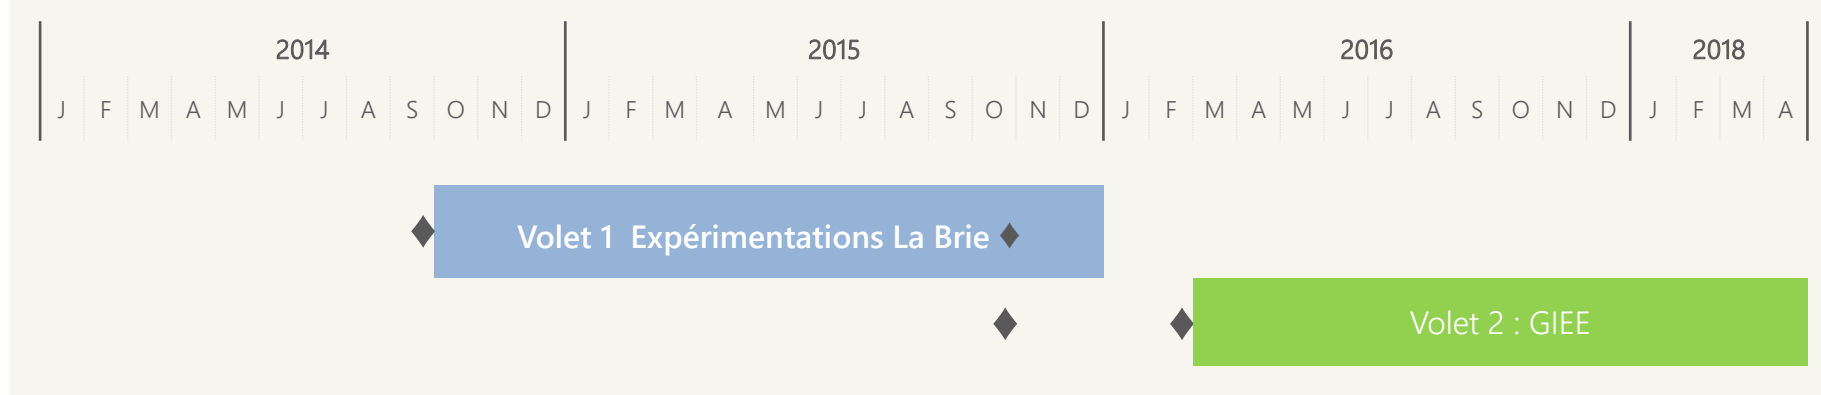 2014 2015 2016 2018
J F M A M J J A S O N D J F M A M J J A S O N D J F M A M J J A S O N D J F M A
Volet 1 Expérimentations La Brie
Volet 2 : GIEE